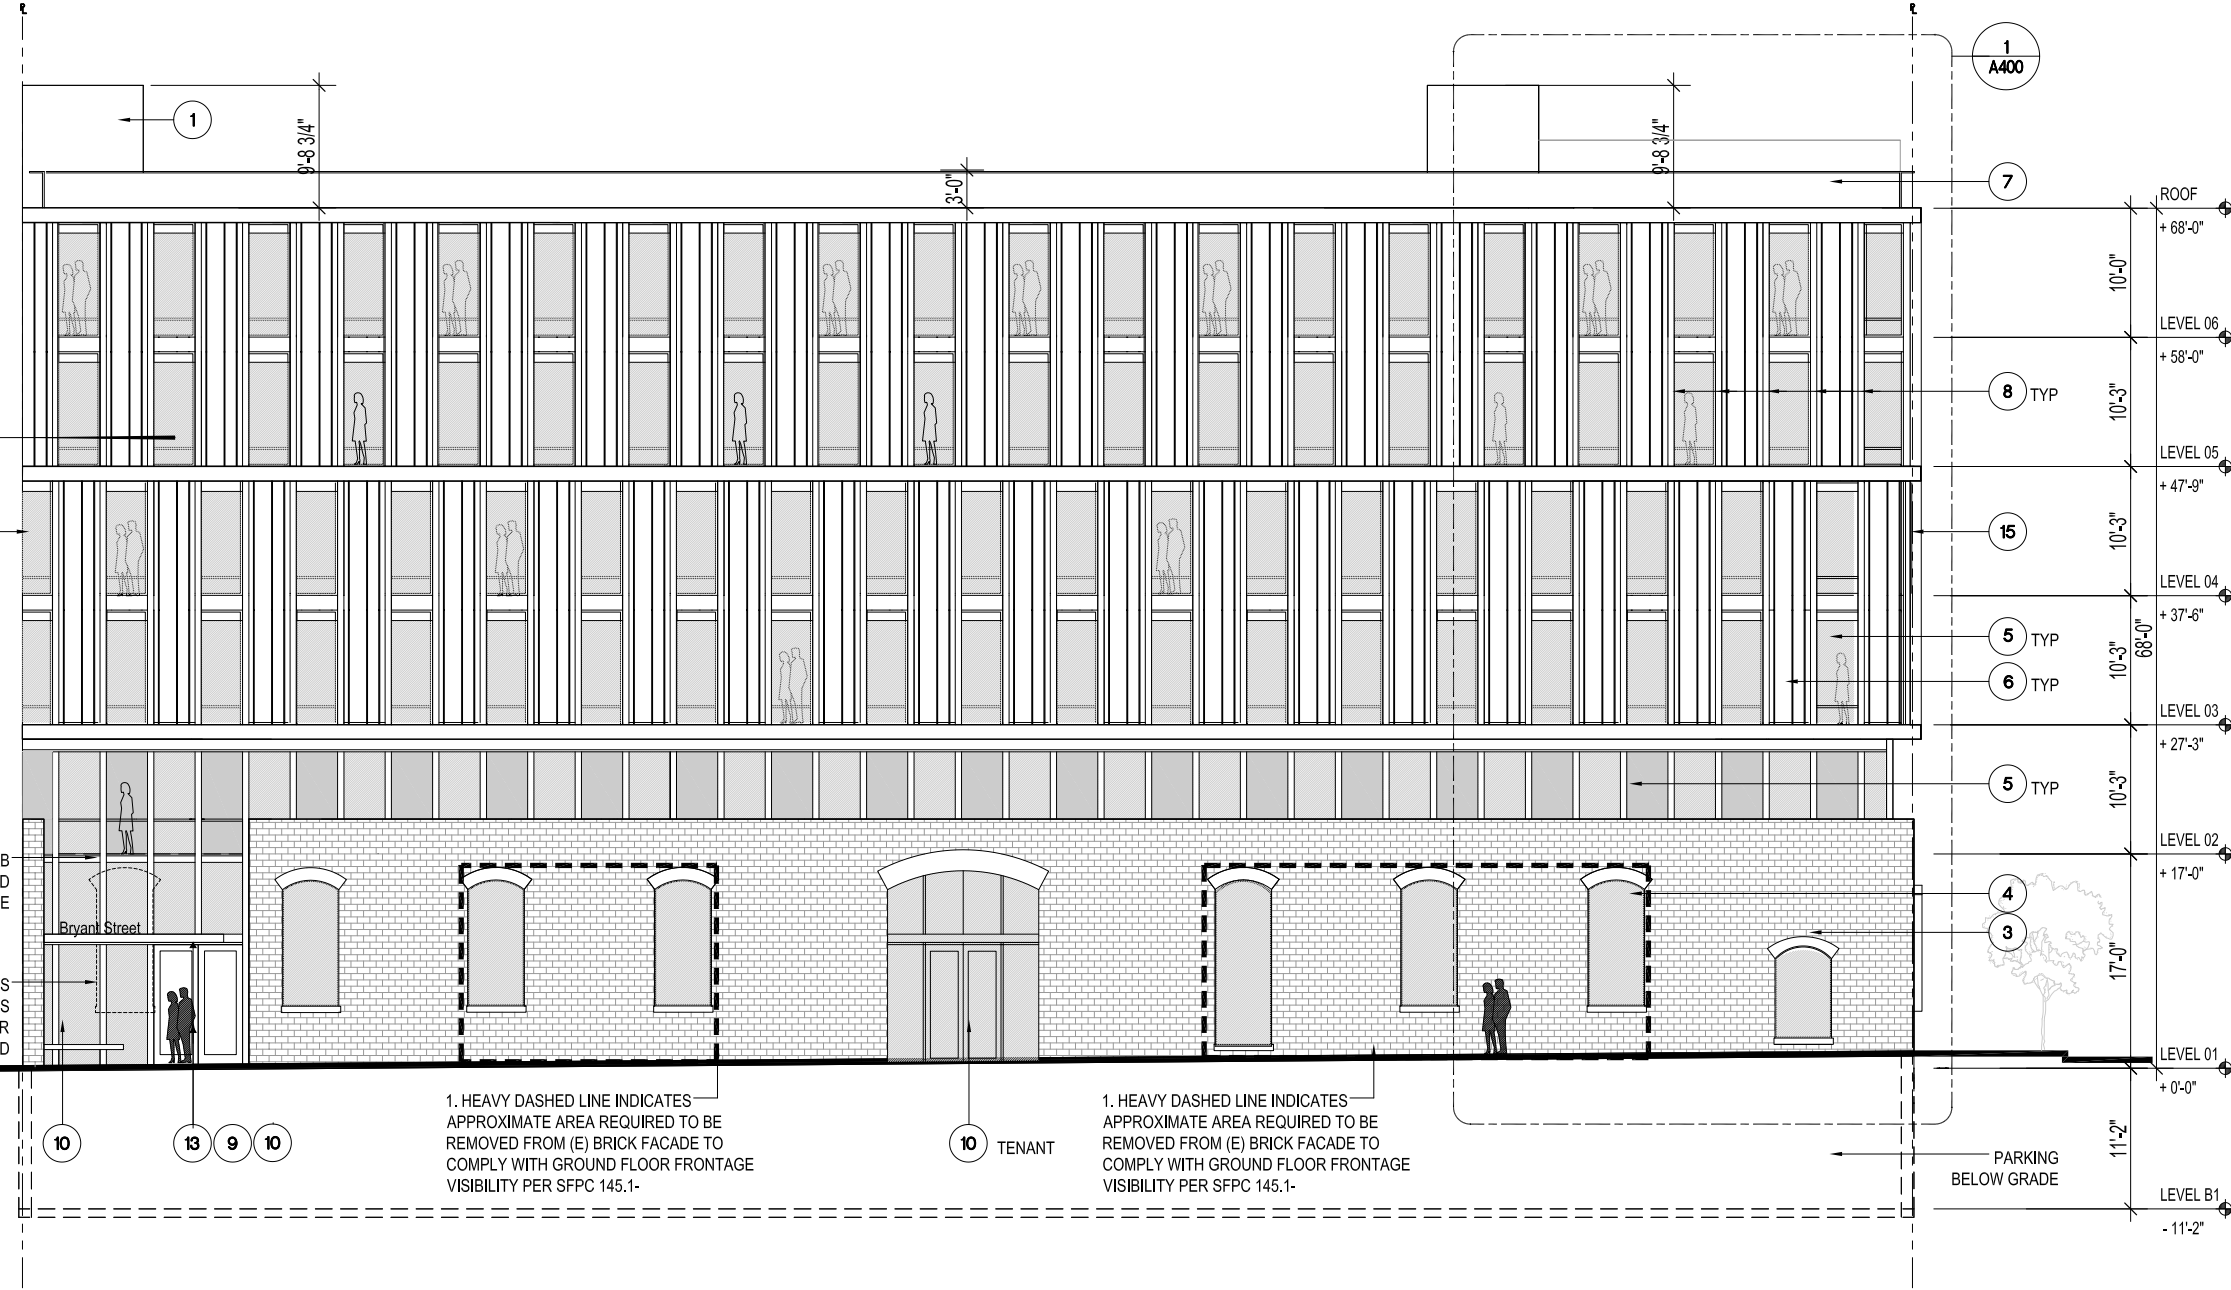 PL
PL
1
A400
1
9'-8 3/4"
3'-0"
9'-8 3/4"
7
ROOF
+ 68'-0"
10'-0"
LEVEL 06
+ 58'-0"
8 TYP
10'-3"
LEVEL 05
+ 47'-9"
15
10'-3"
LEVEL 04
+ 37'-6"
5 TYP
68'-0"
10'-3"
6 TYP
LEVEL 03
+ 27'-3"
5 TYP
10'-3"
LEVEL 02
+ 17'-0"
B
D
E
4
Bryant Street
3
17'-0"
S
S
R
D
LEVEL 01
+ 0'-0"
10
13
9
10
1. HEAVY DASHED LINE INDICATES
APPROXIMATE AREA REQUIRED TO BE
REMOVED FROM (E) BRICK FACADE TO
COMPLY WITH GROUND FLOOR FRONTAGE
VISIBILITY PER SFPC 145.1-
10 TENANT
1. HEAVY DASHED LINE INDICATES
APPROXIMATE AREA REQUIRED TO BE
REMOVED FROM (E) BRICK FACADE TO
COMPLY WITH GROUND FLOOR FRONTAGE
VISIBILITY PER SFPC 145.1-
11'-2"
PARKING
BELOW GRADE
LEVEL B1
- 11'-2"